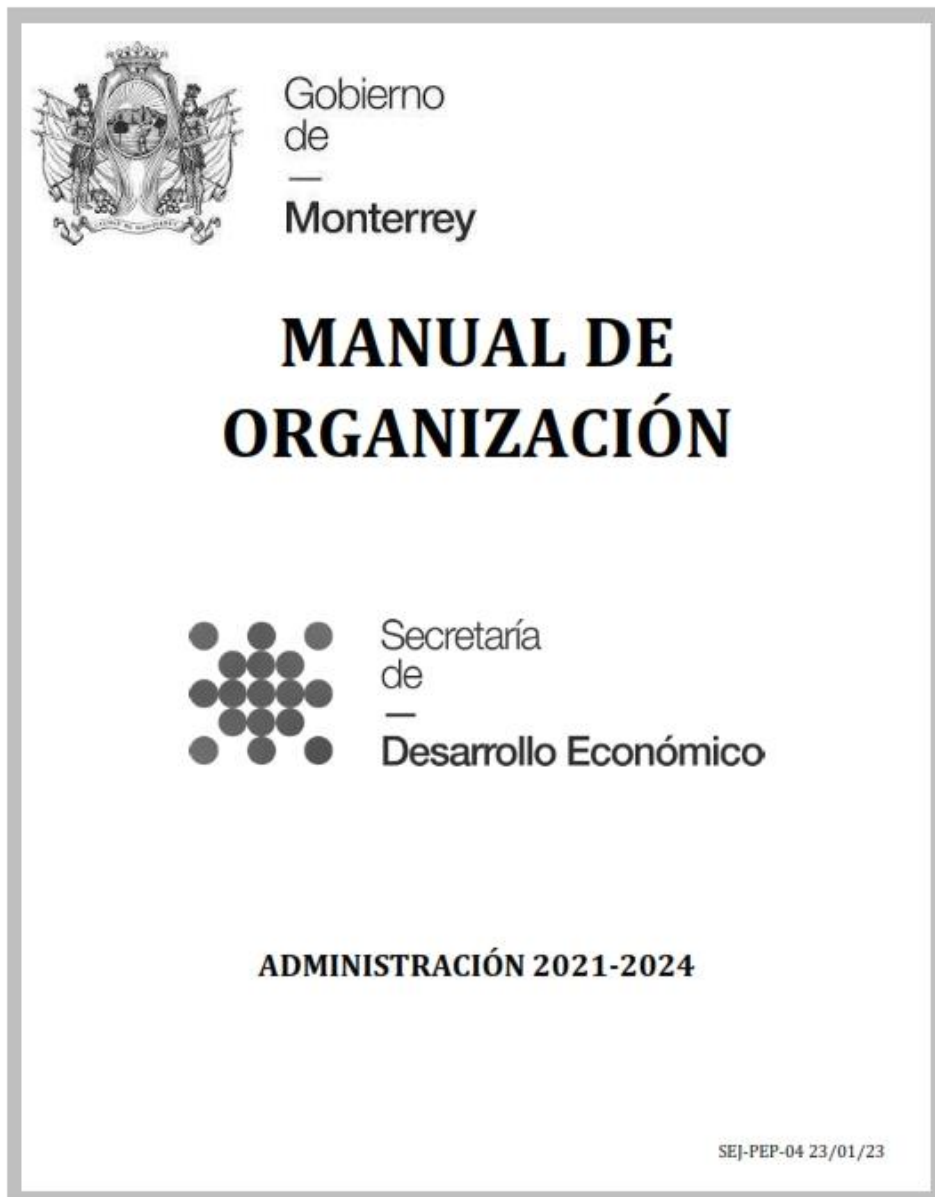 Gobierno
de
—
Monterrey
MANUAL DE
ORGANIZACIÓN
Secretaría
de
—
Desarrollo Económico
ADMINISTRACIÓN 2021-2024
SEJ-PEP-04 23/01/23